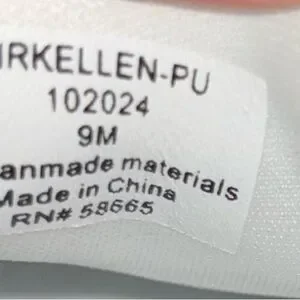 IRKELLEN-PU
102024
9M
anmade materials
Made in China
RN# 58665